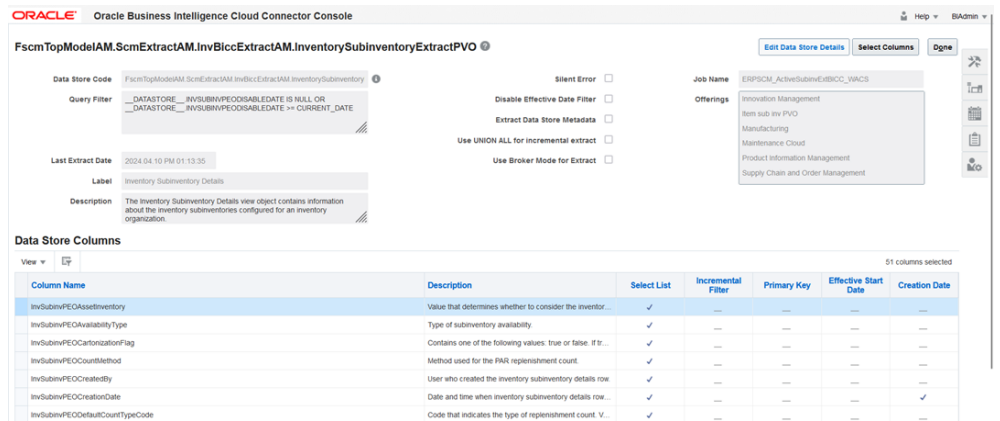 ORACLE Oracle Business Intelligence Cloud Connector Console Help BIAdmin
FscmTopModelAM.ScmExtractAM.InvBiccExtractAM.InventorySubinventoryExtractPVO
Edit Data Store Details Select Columns Done
Data Store Code FscmTopModelAM.ScmExtractAM.InvBiccExtractAM.InventorySubinventory
Query Filter __DATASTORE__.INVSUBINVPEODISABLEDATE IS NULL OR
__DATASTORE__.INVSUBINVPEODISABLEDATE >= CURRENT_DATE
Last Extract Date 2024.04.10 PM 01:13:35
Label Inventory Subinventory Details
Description The Inventory Subinventory Details view object contains information
about the inventory subinventories configured for an inventory
organization.
Silent Error
Disable Effective Date Filter
Extract Data Store Metadata
Use UNION ALL for incremental extract
Use Broker Mode for Extract
Job Name ERPSCM_ActiveSubinvExtBICC_WACS
Offerings Innovation Management
item sub inv PVO
Manufacturing
Maintenance Cloud
Product Information Management
Supply Chain and Order Management
Data Store Columns
View 51 columns selected
Column Name Description Select List Incremental Filter Primary Key Effective Start Date Creation Date
InvSubinvPEOAssetInventory Value that determines whether to consider the inventor...
InvSubinvPEOAvailabilityType Type of subinventory availability.
InvSubinvPEOCartonizationFlag Contains one of the following values: true or false. If tr...
InvSubinvPEOCountMethod Method used for the PAR replenishment count.
InvSubinvPEOCreatedBy User who created the inventory subinventory details row.
InvSubinvPEOCreationDate Date and time when inventory subinventory details row...
InvSubinvPEODefaultCountTypeCode Code that indicates the type of replenishment count. V...